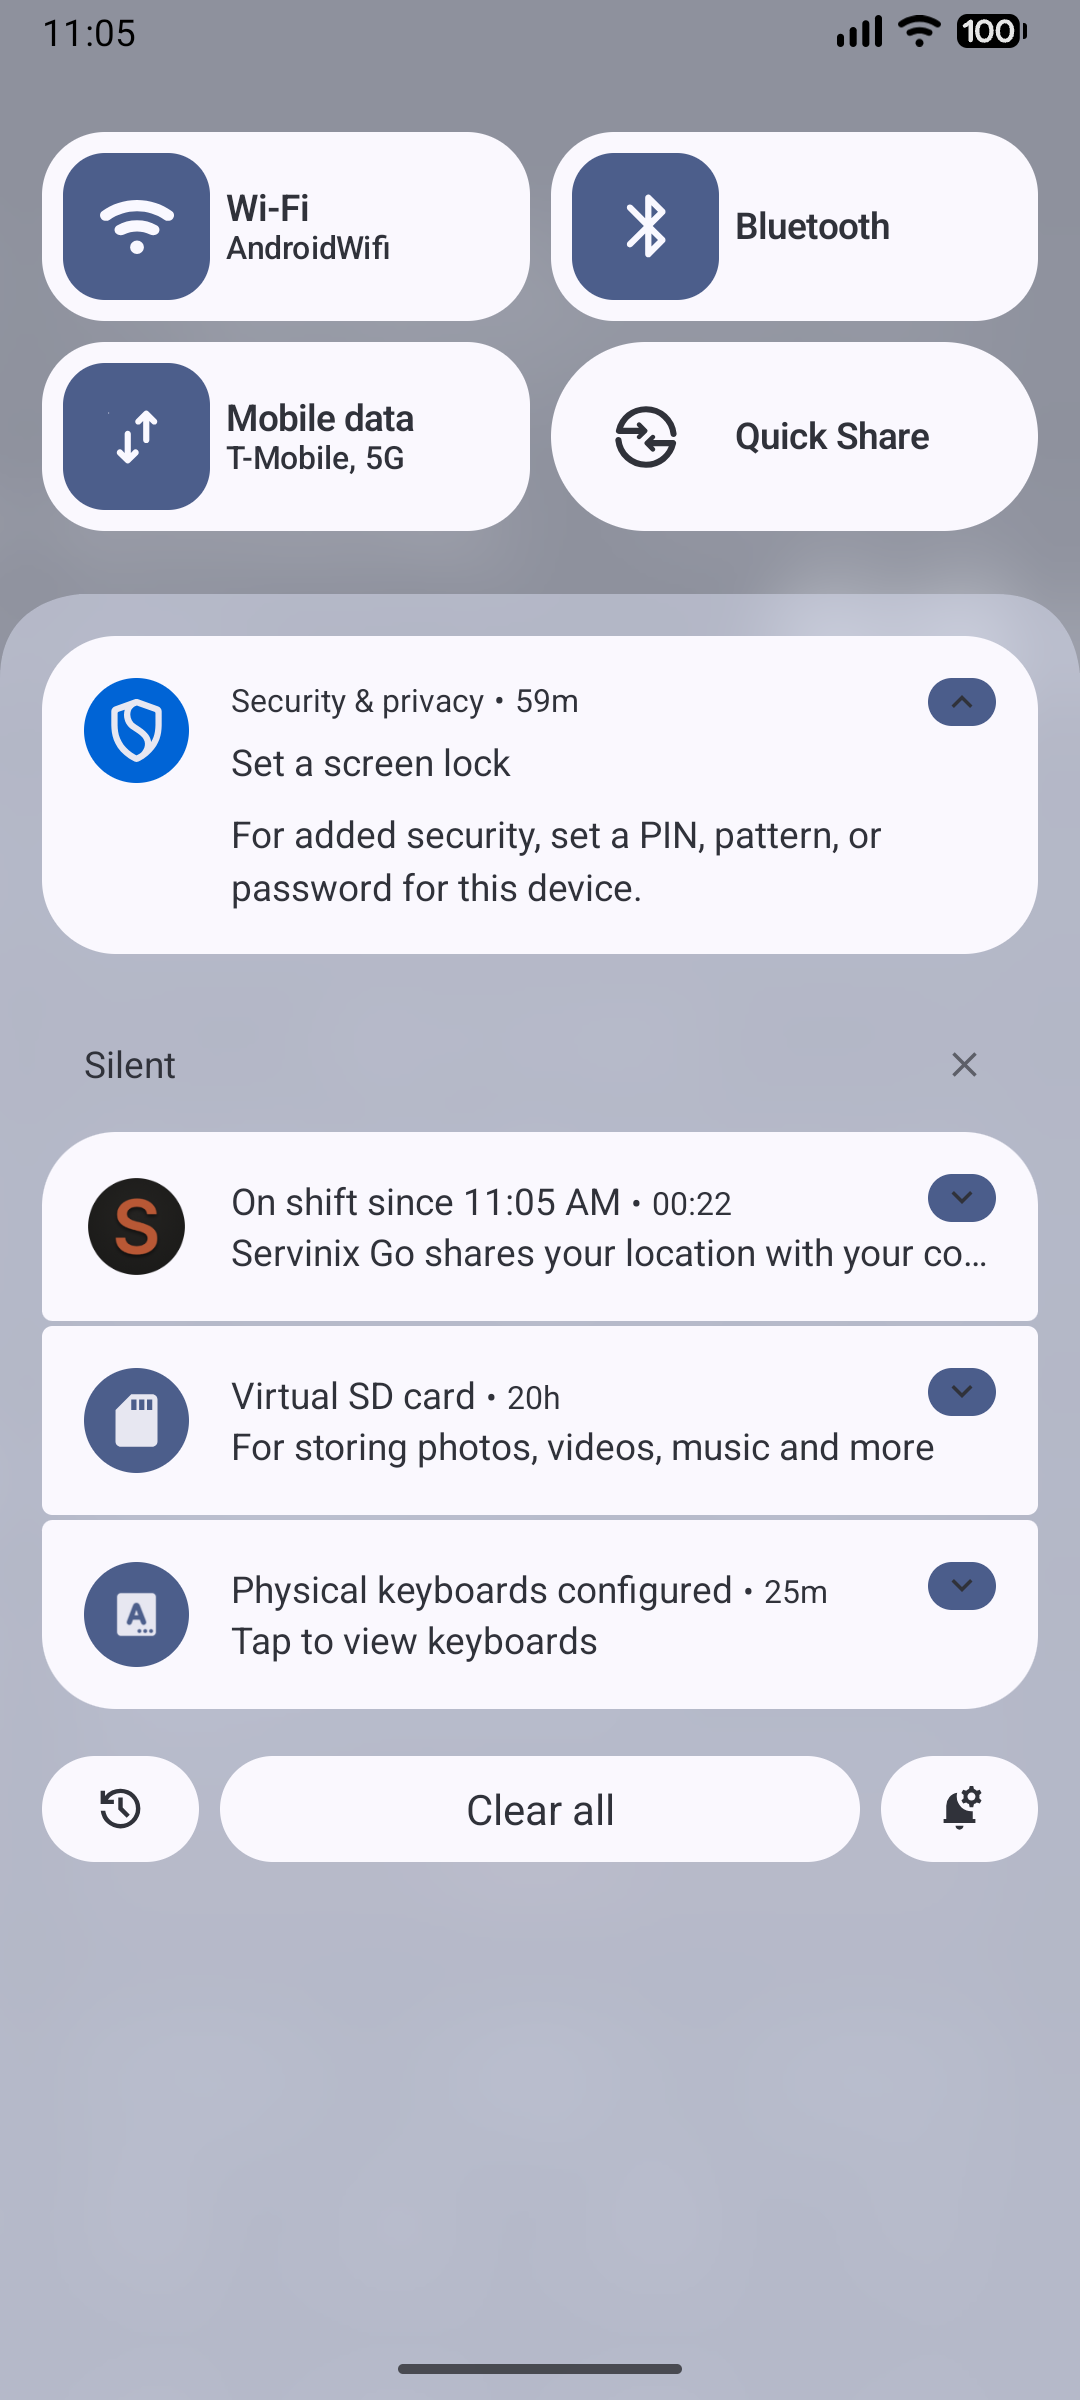 11:05
100
Wi-Fi
AndroidWifi
Bluetooth
Mobile data
T-Mobile, 5G
Quick Share
Security & privacy • 59m
Set a screen lock
For added security, set a PIN, pattern, or
password for this device.
Silent
S
On shift since 11:05 AM • 00:22
Servinix Go shares your location with your co...
Virtual SD card • 20h
For storing photos, videos, music and more
A
Physical keyboards configured • 25m
Tap to view keyboards
Clear all